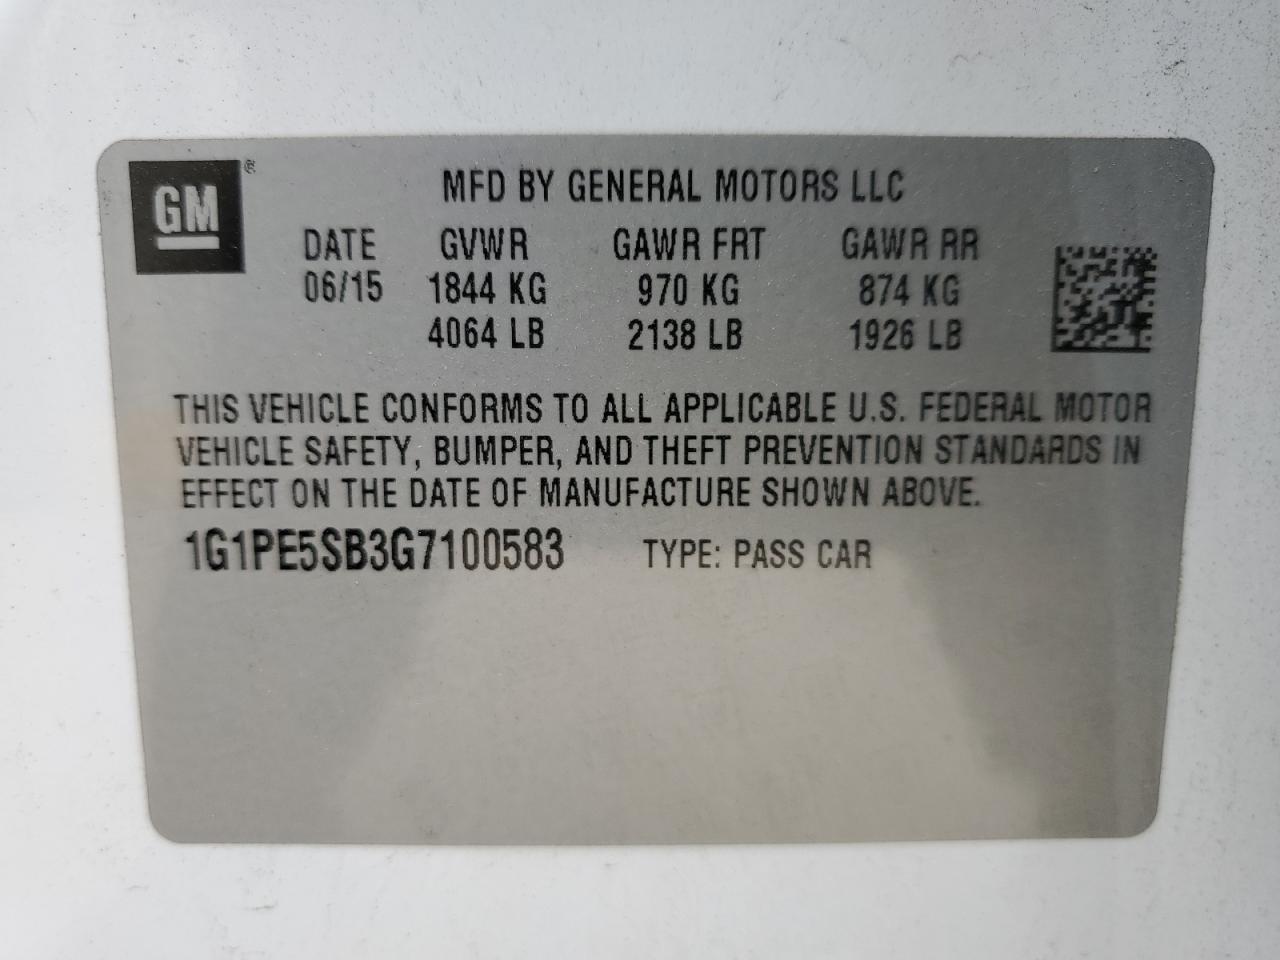 GM ®
MFD BY GENERAL MOTORS LLC
DATE GVWR GAWR FRT GAWR RR
06/15 1844 KG 970 KG 874 KG
4064 LB 2138 LB 1926 LB
THIS VEHICLE CONFORMS TO ALL APPLICABLE U.S. FEDERAL MOTOR
VEHICLE SAFETY, BUMPER, AND THEFT PREVENTION STANDARDS IN
EFFECT ON THE DATE OF MANUFACTURE SHOWN ABOVE.
1G1PE5SB3G7100583 TYPE: PASS CAR